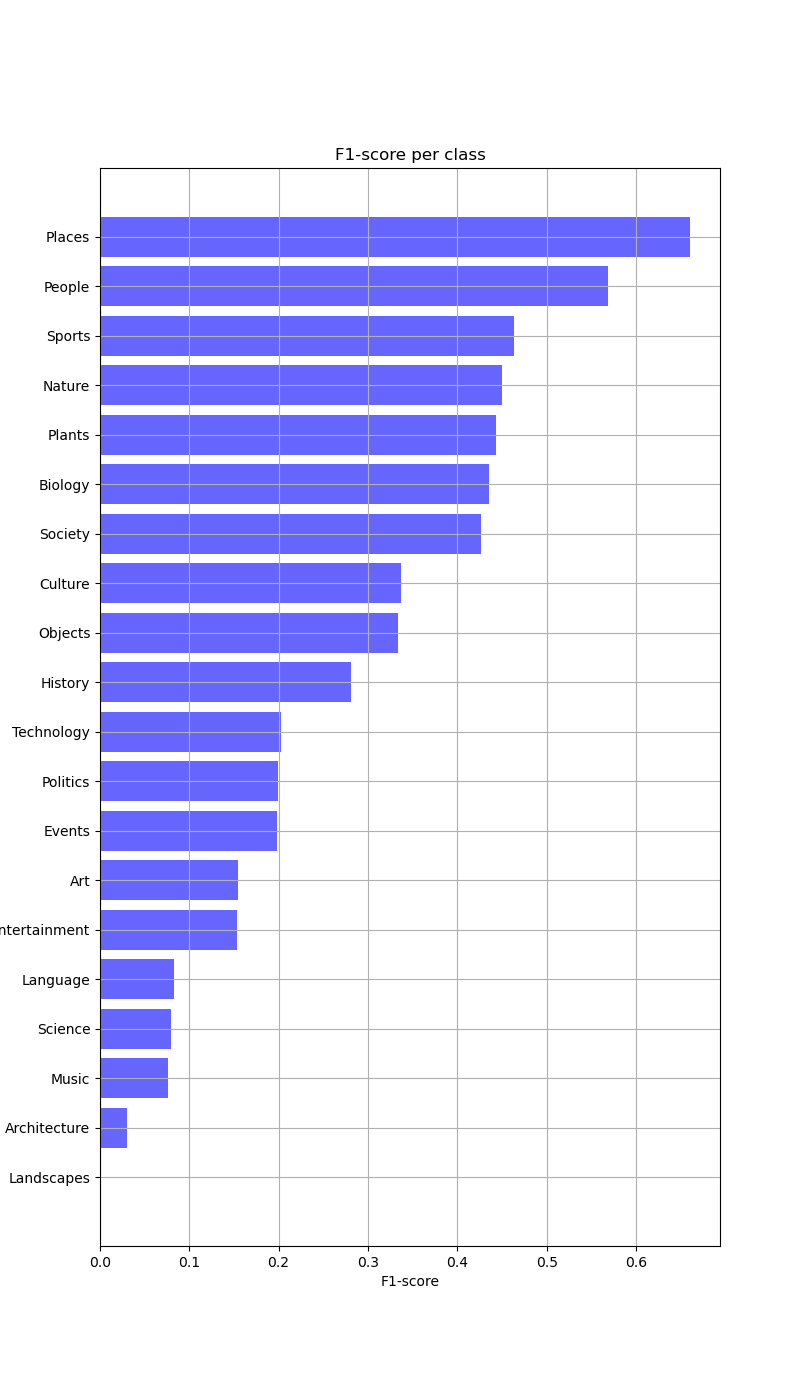 F1-score per class
Places
People
Sports
Nature
Plants
Biology
Society
Culture
Objects
History
Technology
Politics
Events
Art
ntertainment
Language
Science
Music
Architecture
Landscapes
0.0 0.1 0.2 0.3 0.4 0.5 0.6
F1-score